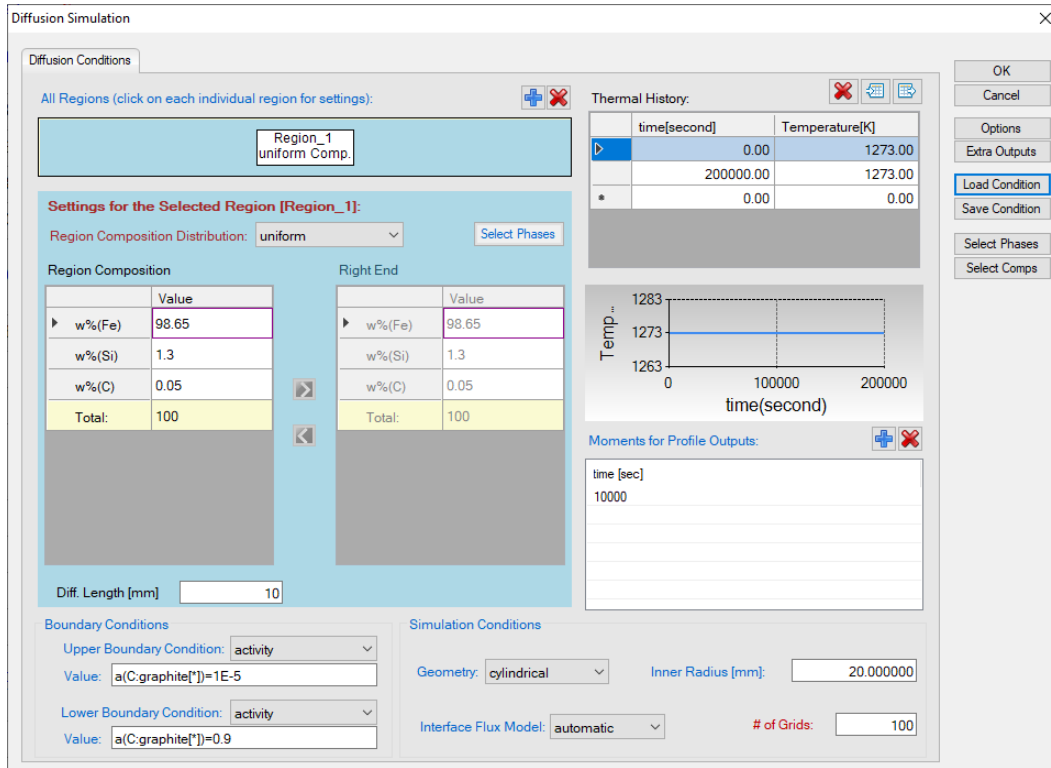 Diffusion Simulation
Diffusion Conditions
All Regions (click on each individual region for settings):
Region_1
uniform Comp.
Settings for the Selected Region [Region_1]:
Region Composition Distribution: uniform
Select Phases
Region Composition
Right End
Value
w%(Fe) 98.65
w%(Si) 1.3
w%(C) 0.05
Total: 100
Value
w%(Fe) 98.65
w%(Si) 1.3
w%(C) 0.05
Total: 100
Diff. Length [mm] 10
Thermal History:
time[second] Temperature[K]
0.00 1273.00
200000.00 1273.00
* 0.00 0.00
Temp...
1283
1273
1263
0 100000 200000
time(second)
Moments for Profile Outputs:
time [sec]
10000
Boundary Conditions
Upper Boundary Condition: activity
Value: a(C:graphite[*])=1E-5
Lower Boundary Condition: activity
Value: a(C:graphite[*])=0.9
Simulation Conditions
Geometry: cylindrical
Inner Radius [mm]: 20.000000
Interface Flux Model: automatic
# of Grids: 100
OK
Cancel
Options
Extra Outputs
Load Condition
Save Condition
Select Phases
Select Comps